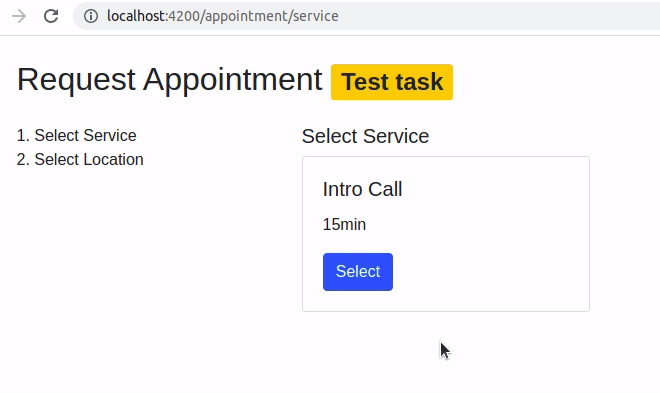 localhost:4200/appointment/service
Request Appointment Test task
1. Select Service
2. Select Location
Select Service
Intro Call
15min
Select